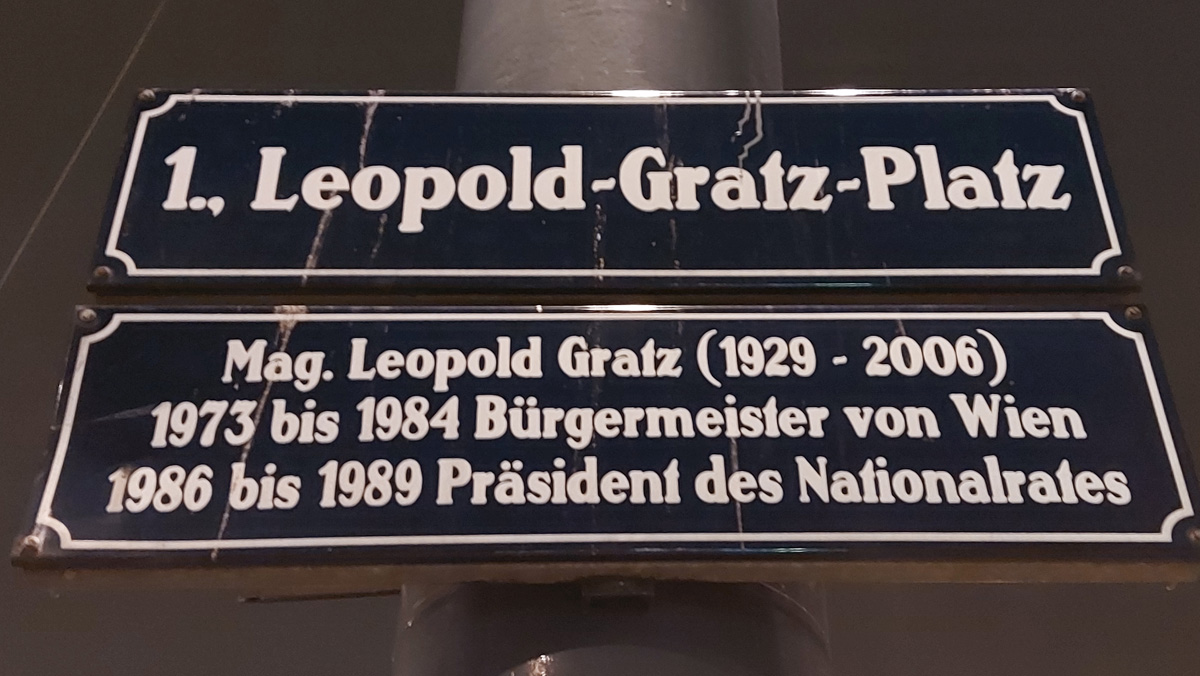 1., Leopold-Gratz-Platz
Mag. Leopold Gratz (1929 - 2006)
1973 bis 1984 Bürgermeister von Wien
1986 bis 1989 Präsident des Nationalrates